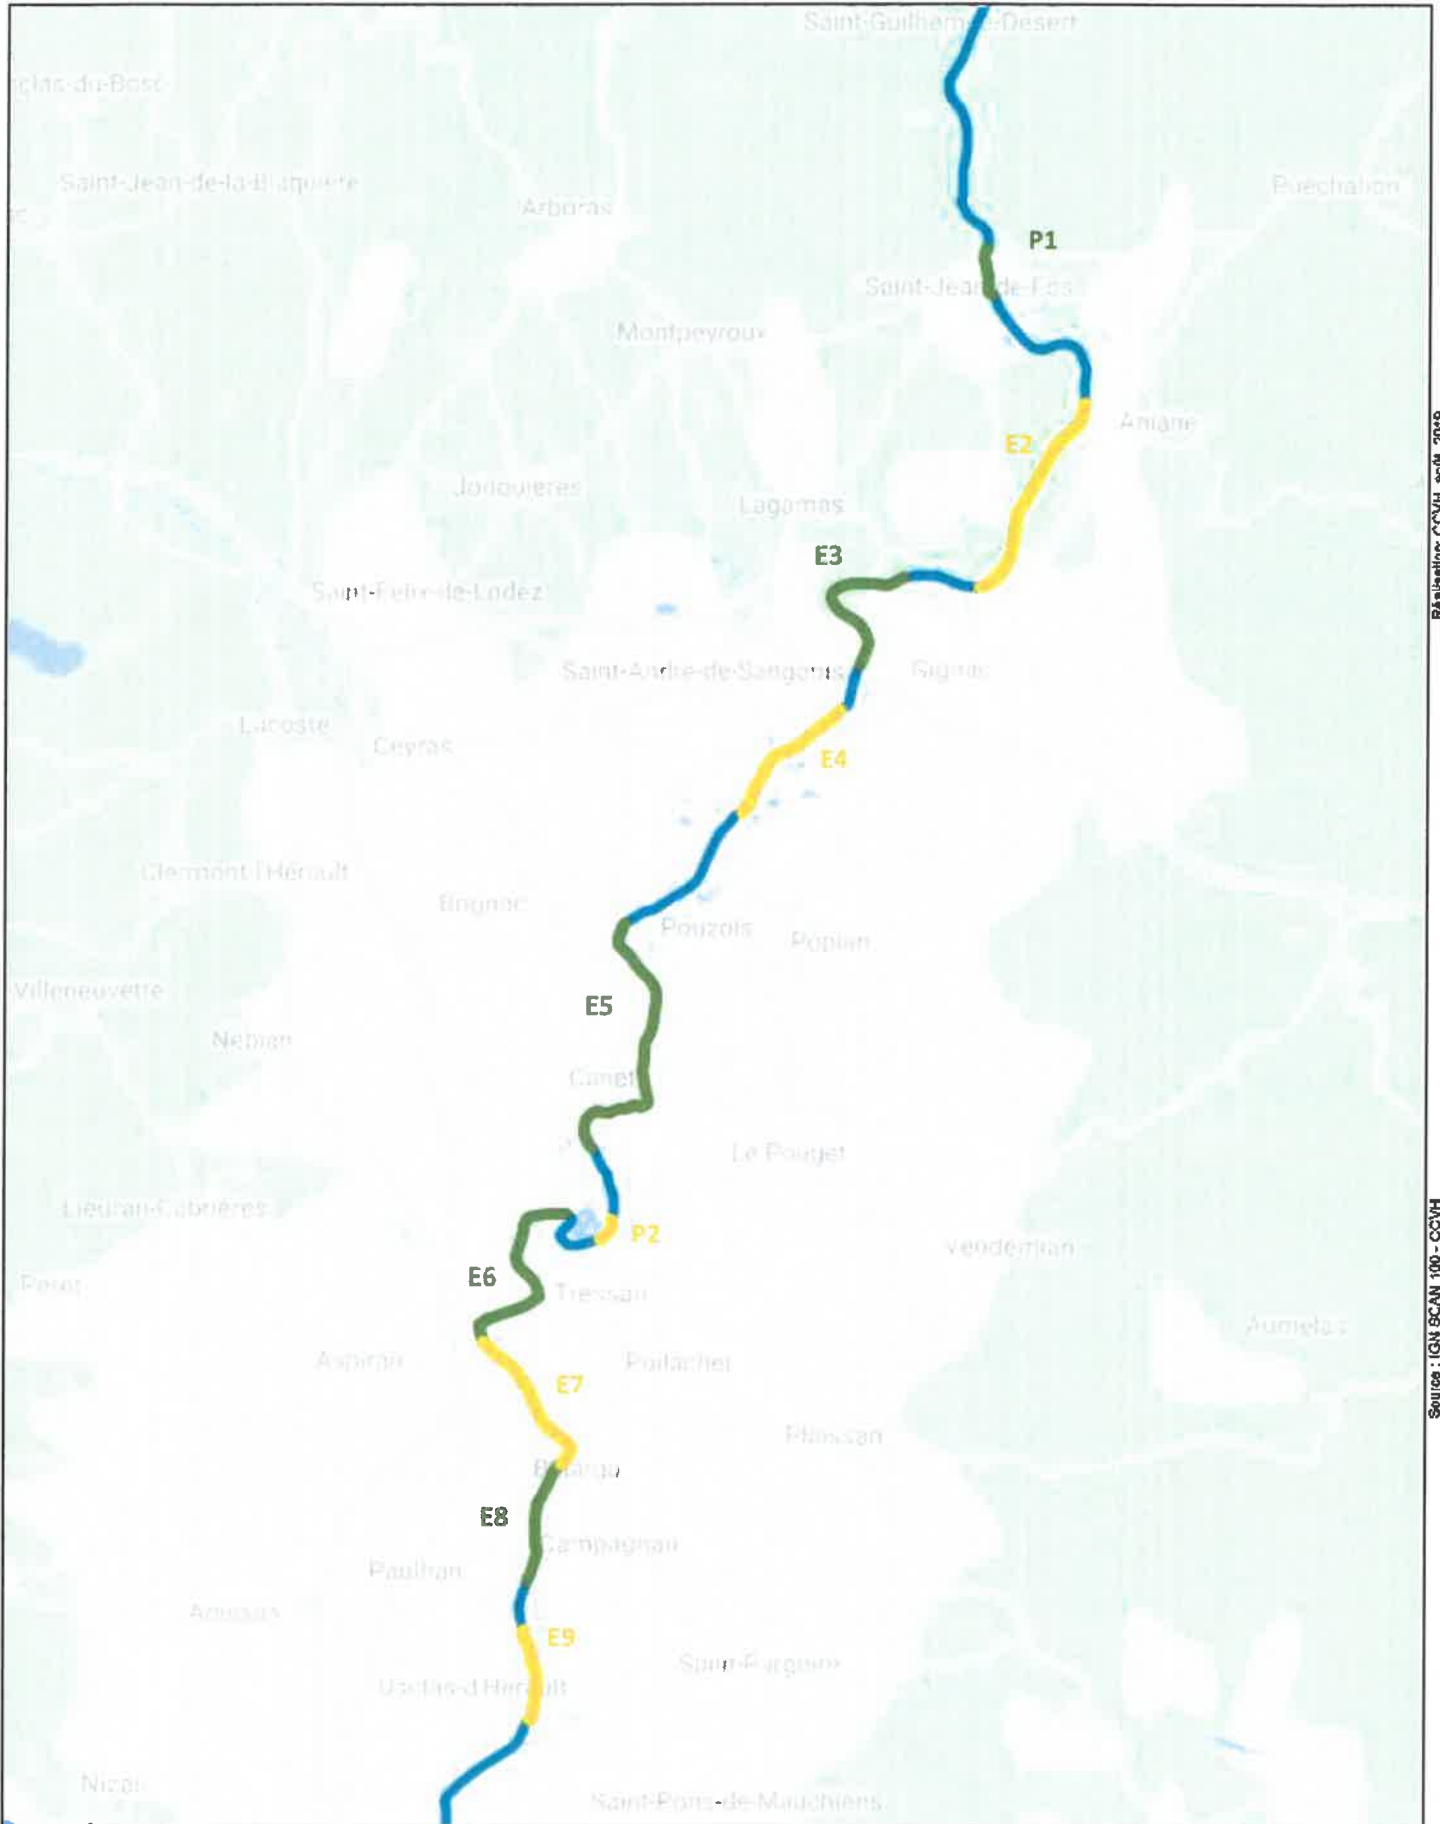 Saint-Guilhem-le-Désert
Saint-Jean-de-la-Blaquière
Puéchabon
Arboras
P1
Saint-Jean-de-Fos
Montpeyroux
Aniane
E2
Jonquières
Lagamas
E3
Saint-Félix-de-Lodez
Saint-André-de-Sangonis
Gignac
Lacoste
Ceyras
E4
Clermont l'Hérault
Brignac
Pouzols
Popian
Villeneuvette
E5
Nébian
Canet
Le Pouget
Lieuran-Cabrières
P2
Vendémian
E6
Péret
Tressan
Aumelas
Aspiran
Puilacher
E7
Plaissan
Bélarga
E8
Campagnan
Paulhan
Adissan
E9
Saint-Pargoire
Usclas-d'Hérault
Nizas
Saint-Pons-de-Mauchiens
Source : IGN SCAN 100 - CCVH